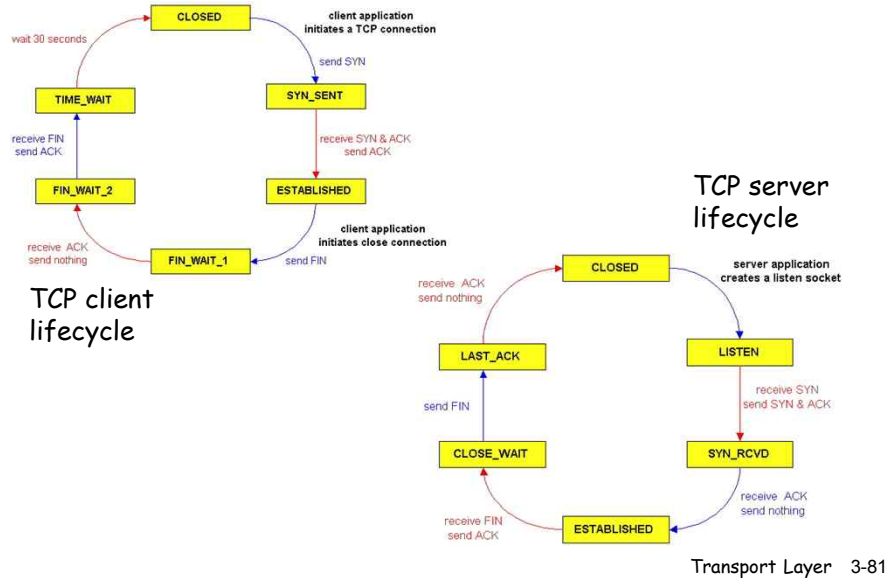 CLOSED
client application
initiates a TCP connection
wait 30 seconds
send SYN
TIME_WAIT
SYN_SENT
receive FIN
send ACK
receive SYN & ACK
send ACK
FIN_WAIT_2
ESTABLISHED
client application
initiates close connection
receive ACK
send nothing
FIN_WAIT_1
send FIN
TCP client
lifecycle
TCP server
lifecycle
CLOSED
server application
creates a listen socket
receive ACK
send nothing
LAST_ACK
LISTEN
receive SYN
send SYN & ACK
send FIN
CLOSE_WAIT
SYN_RCVD
receive ACK
send nothing
receive FIN
send ACK
ESTABLISHED
Transport Layer 3-81